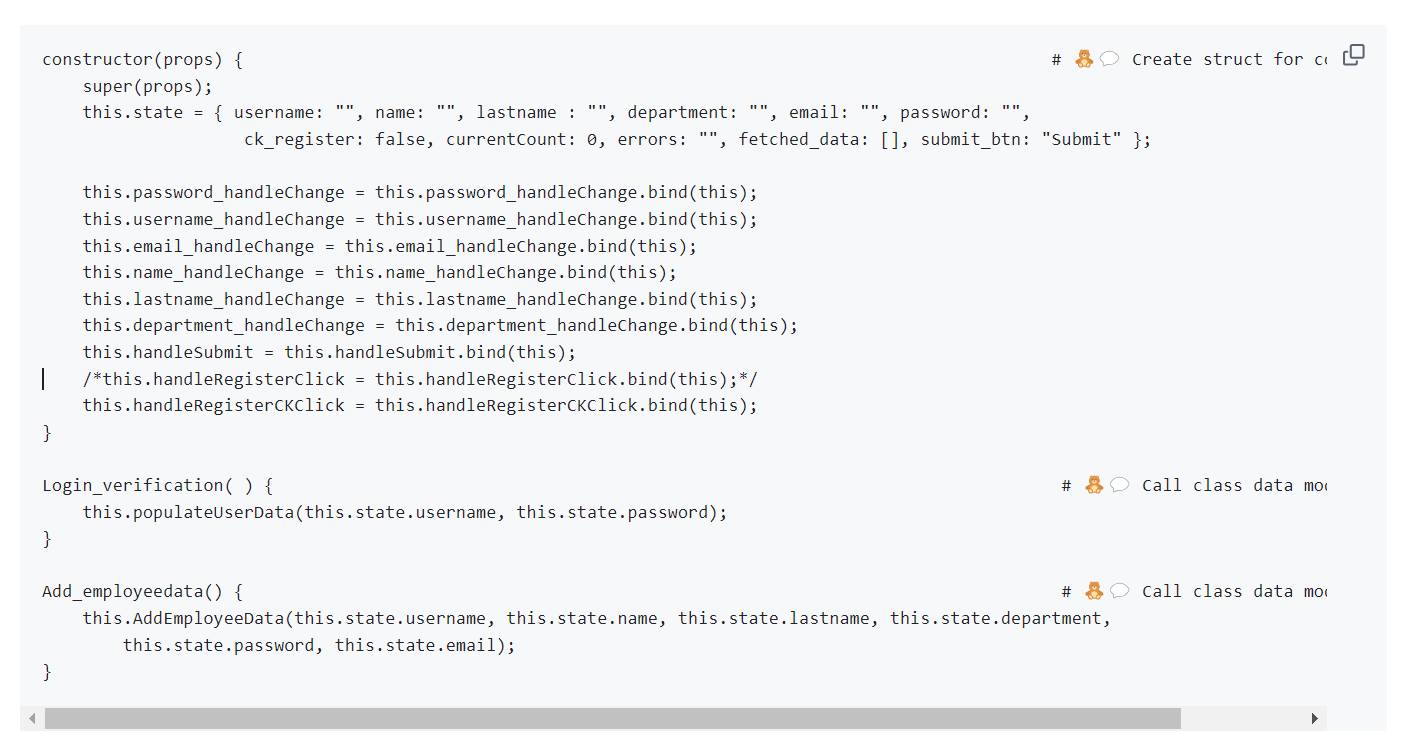 constructor(props) { # 🧸💬 Create struct for
super(props);
this.state = { username: "", name: "", lastname : "", department: "", email: "", password: "",
ck_register: false, currentCount: 0, errors: "", fetched_data: [], submit_btn: "Submit" };
this.password_handleChange = this.password_handleChange.bind(this);
this.username_handleChange = this.username_handleChange.bind(this);
this.email_handleChange = this.email_handleChange.bind(this);
this.name_handleChange = this.name_handleChange.bind(this);
this.lastname_handleChange = this.lastname_handleChange.bind(this);
this.department_handleChange = this.department_handleChange.bind(this);
this.handleSubmit = this.handleSubmit.bind(this);
/*this.handleRegisterClick = this.handleRegisterClick.bind(this);*/
this.handleRegisterCKClick = this.handleRegisterCKClick.bind(this);
}
Login_verification( ) { # 🧸💬 Call class data
this.populateUserData(this.state.username, this.state.password);
}
Add_employeedata() { # 🧸💬 Call class data
this.AddEmployeeData(this.state.username, this.state.name, this.state.lastname, this.state.department,
this.state.password, this.state.email);
}